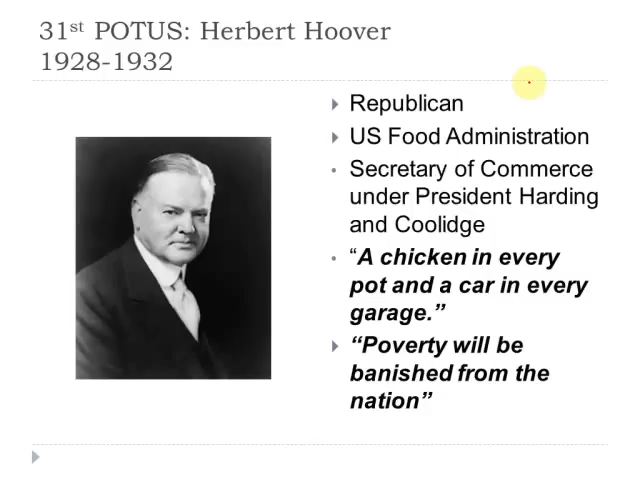 31st POTUS: Herbert Hoover
1928-1932
Republican
US Food Administration
Secretary of Commerce
under President Harding
and Coolidge
“A chicken in every
pot and a car in every
garage.”
“Poverty will be
banished from the
nation”